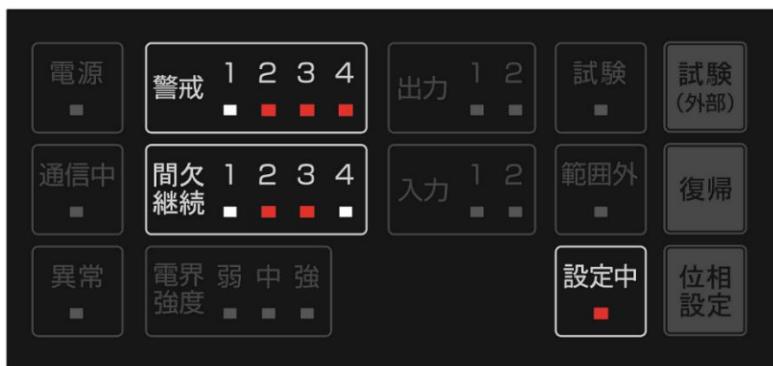 電源
警戒 1 2 3 4
出力 1 2
試験
試験
(外部)
通信中
間欠
継続 1 2 3 4
入力 1 2
範囲外
復帰
異常
電界
強度 弱 中 強
設定中
位相
設定